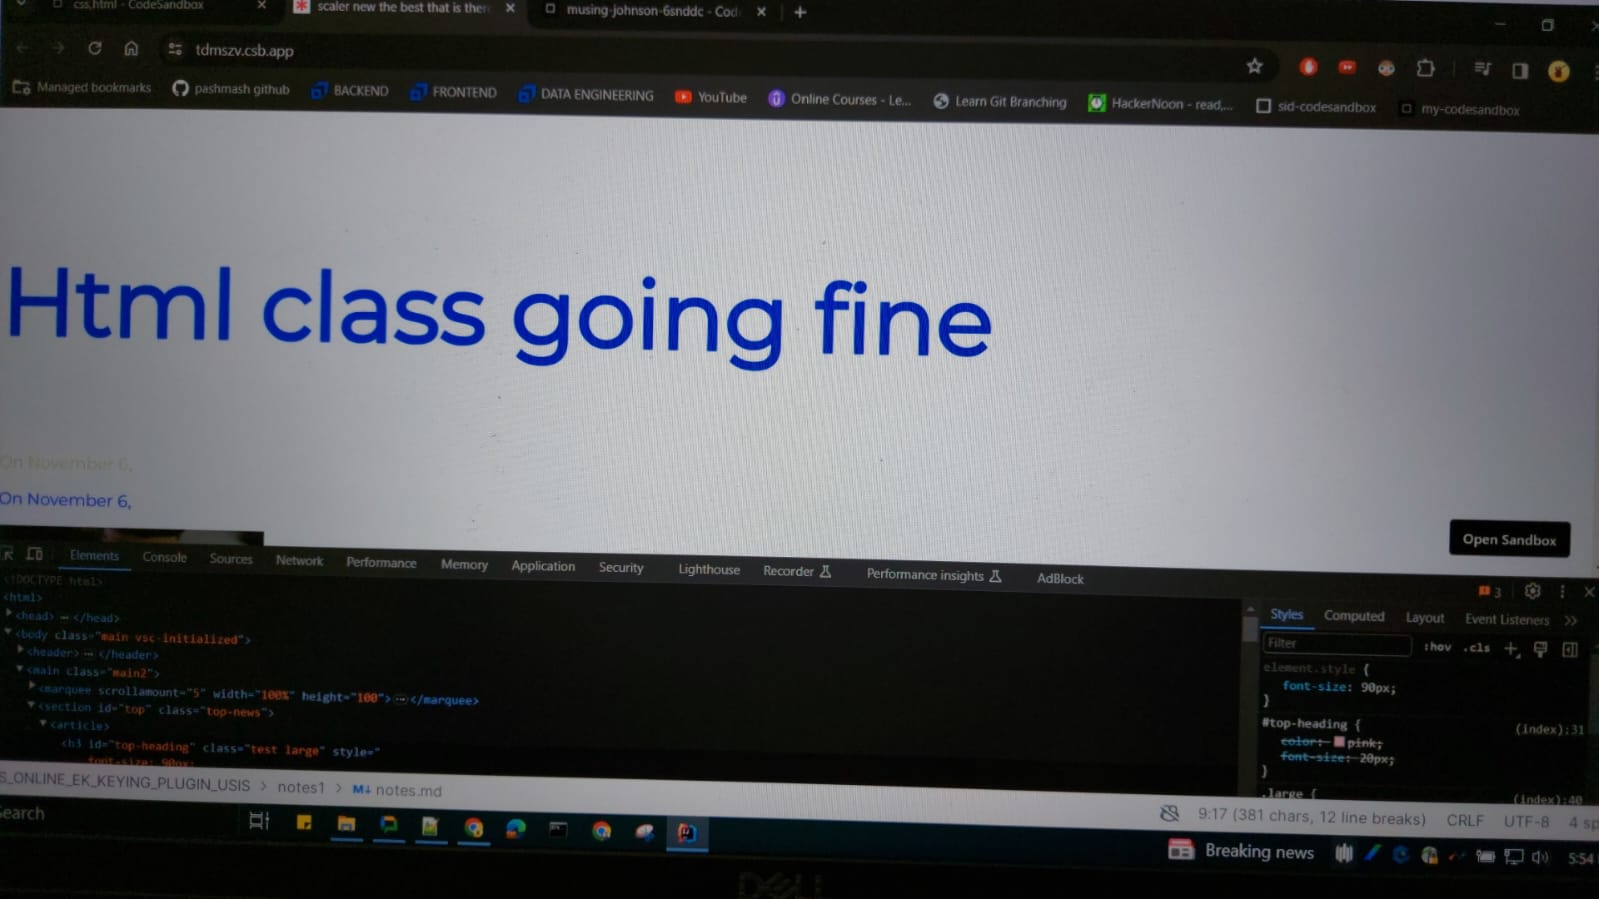 css,html - CodeSandbox
scaler new the best that is ther
musing-johnson-6snddc - Cod
tdmszv.csb.app
Managed bookmarks
pashmash github
BACKEND
FRONTEND
DATA ENGINEERING
YouTube
Online Courses - Le...
Learn Git Branching
HackerNoon - read,...
sid-codesandbox
my-codesandbox
Html class going fine
On November 6,
On November 6,
Open Sandbox
Elements Console Sources Network Performance Memory Application Security Lighthouse Recorder Performance insights AdBlock
3
<!DOCTYPE html>
<html>
<head> … </head>
<body class="main vsc-initialized">
<header> … </header>
<main class="main2">
<marquee scrollamount="5" width="100%" height="100"> … </marquee>
<section id="top" class="top-news">
<article>
<h3 id="top-heading" class="test large" style="
font-size: 90px;
Styles Computed Layout Event Listeners
Filter
:hov .cls
element.style {
font-size: 90px;
}
#top-heading { (index):31
color: pink;
font-size: 20px;
}
.large { (index):40
S_ONLINE_EK_KEYING_PLUGIN_USIS > notes1 > M↓ notes.md
9:17 (381 chars, 12 line breaks) CRLF UTF-8 4 sp
Search
Breaking news
5:54
DELL